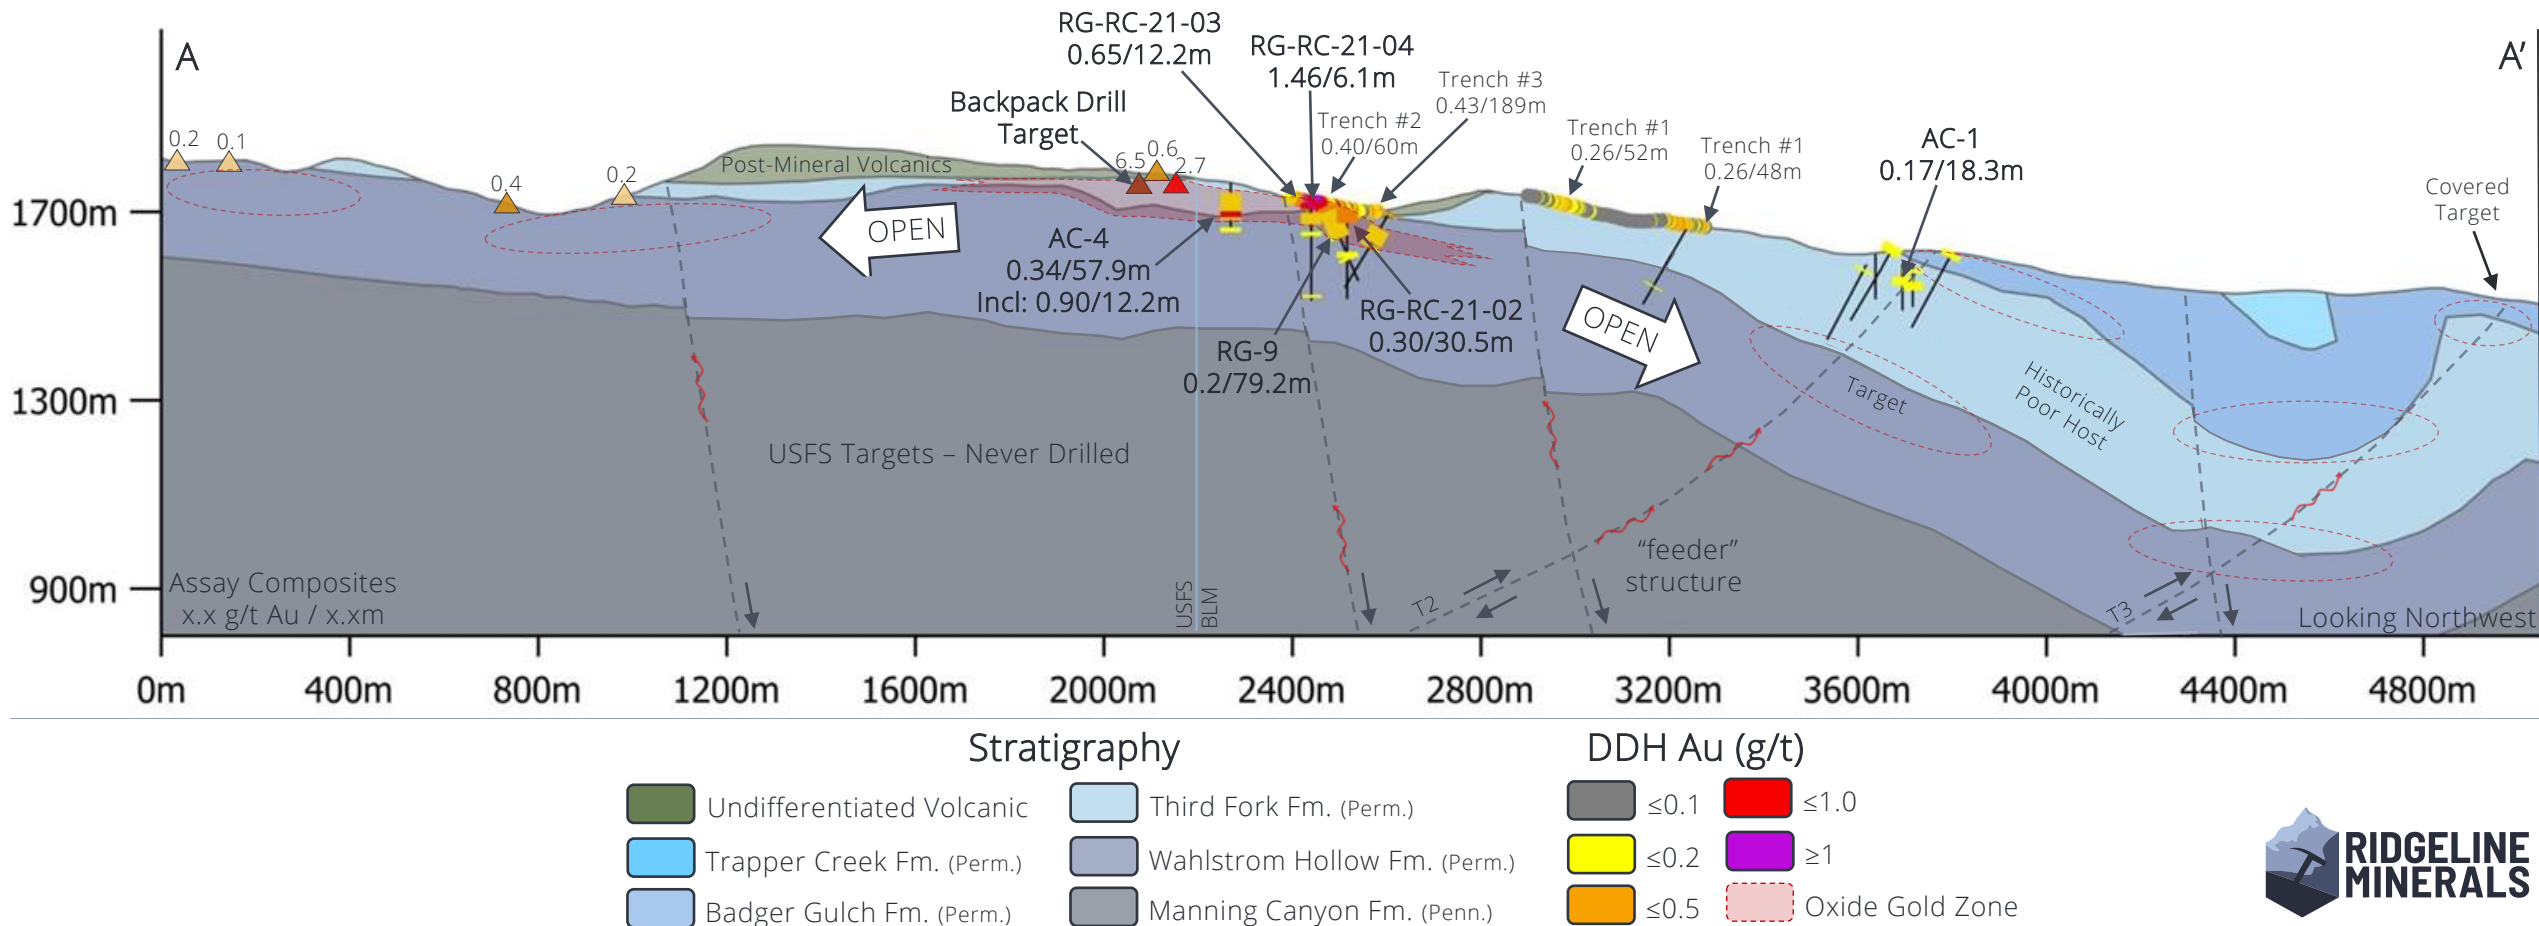 A
A’
RG-RC-21-03
0.65/12.2m
RG-RC-21-04
1.46/6.1m
Trench #3
0.43/189m
Backpack Drill
Target
Trench #2
0.40/60m
Trench #1
0.26/52m
Trench #1
0.26/48m
AC-1
0.17/18.3m
Covered
Target
0.2
0.1
0.4
0.2
Post-Mineral Volcanics
6.5
0.6
2.7
1700m
1300m
900m
OPEN
AC-4
0.34/57.9m
Incl: 0.90/12.2m
RG-9
0.2/79.2m
RG-RC-21-02
0.30/30.5m
OPEN
Target
Historically
Poor Host
USFS Targets – Never Drilled
“feeder”
structure
T2
T3
USFS
BLM
Assay Composites
x.x g/t Au / x.xm
Looking Northwest
0m
400m
800m
1200m
1600m
2000m
2400m
2800m
3200m
3600m
4000m
4400m
4800m
Stratigraphy
Undifferentiated Volcanic
Trapper Creek Fm. (Perm.)
Badger Gulch Fm. (Perm.)
Third Fork Fm. (Perm.)
Wahlstrom Hollow Fm. (Perm.)
Manning Canyon Fm. (Penn.)
DDH Au (g/t)
≤0.1
≤0.2
≤0.5
≤1.0
≥1
Oxide Gold Zone
RIDGELINE
MINERALS